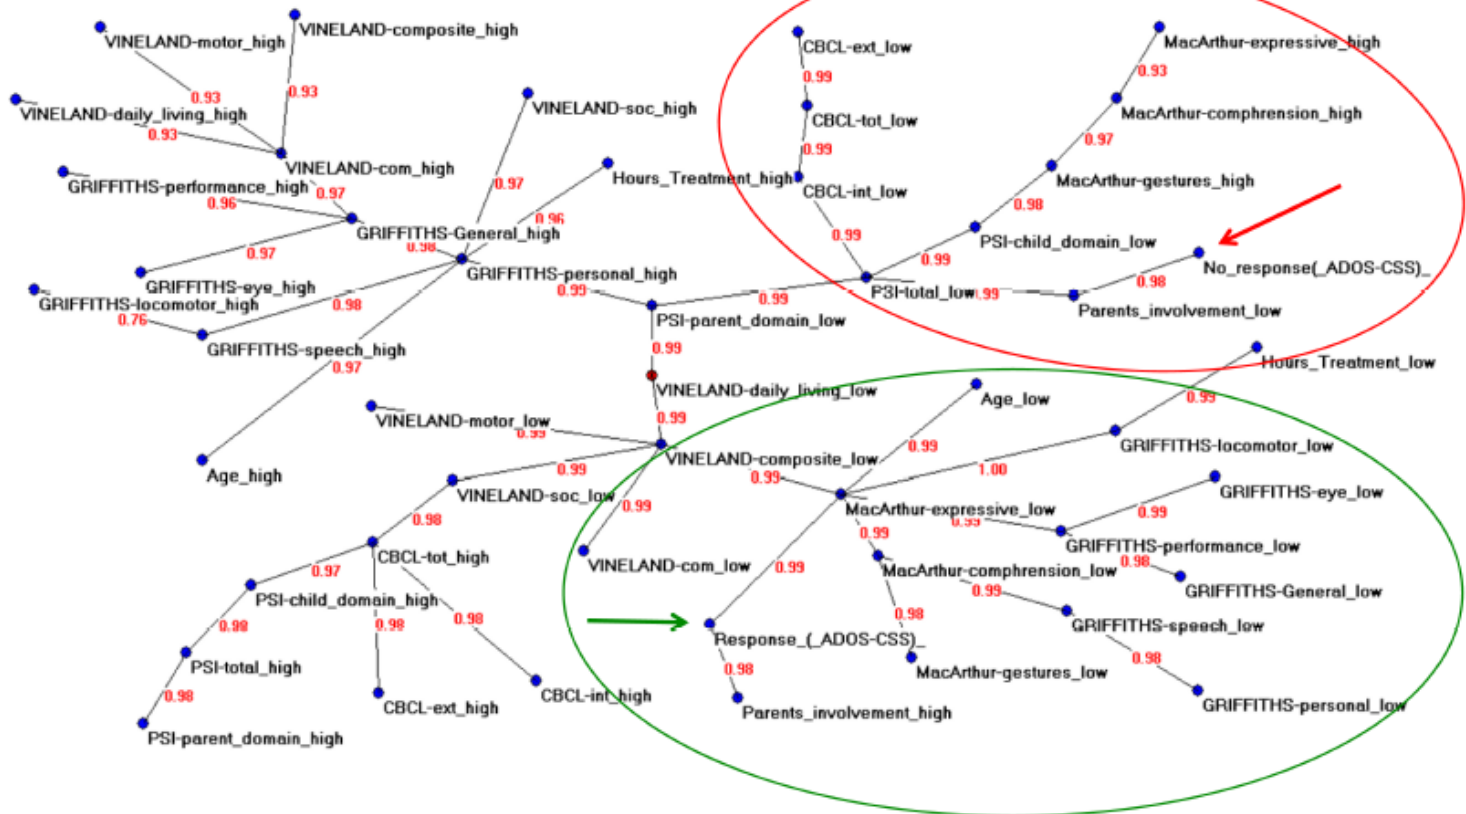 VINELAND-motor_high
VINELAND-composite_high
CBCL-ext_low
MacArthur-expressive_high
0.99
0.93
0.93
0.93
VINELAND-daily_living_high
0.93
VINELAND-soc_high
CBCL-tot_low
MacArthur-comphrension_high
0.99
0.97
VINELAND-com_high
Hours_Treatment_high
CBCL-int_low
MacArthur-gestures_high
GRIFFITHS-performance_high
0.97
0.97
0.96
0.96
0.98
GRIFFITHS-General_high
0.99
PSI-child_domain_low
0.98
0.97
0.99
No_response(_ADOS-CSS)_
GRIFFITHS-personal_high
GRIFFITHS-eye_high
0.99
0.99
PSI-total_low
0.99
0.98
GRIFFITHS-locomotor_high
0.98
Parents_involvement_low
0.76
PSI-parent_domain_low
GRIFFITHS-speech_high
0.99
Hours_Treatment_low
0.97
VINELAND-daily_living_low
Age_low
0.99
VINELAND-motor_low
0.99
0.99
0.99
GRIFFITHS-locomotor_low
VINELAND-composite_low
0.99
1.00
0.99
Age_high
VINELAND-soc_low
0.99
GRIFFITHS-eye_low
MacArthur-expressive_low
0.99
0.99
0.98
0.99
GRIFFITHS-performance_low
CBCL-tot_high
VINELAND-com_low
0.99
MacArthur-comphrension_low
0.98
0.97
0.99
GRIFFITHS-General_low
PSI-child_domain_high
0.98
0.98
0.98
0.98
GRIFFITHS-speech_low
Response_(_ADOS-CSS)_
0.98
PSI-total_high
0.98
MacArthur-gestures_low
0.98
CBCL-int_high
CBCL-ext_high
Parents_involvement_high
GRIFFITHS-personal_low
PSI-parent_domain_high